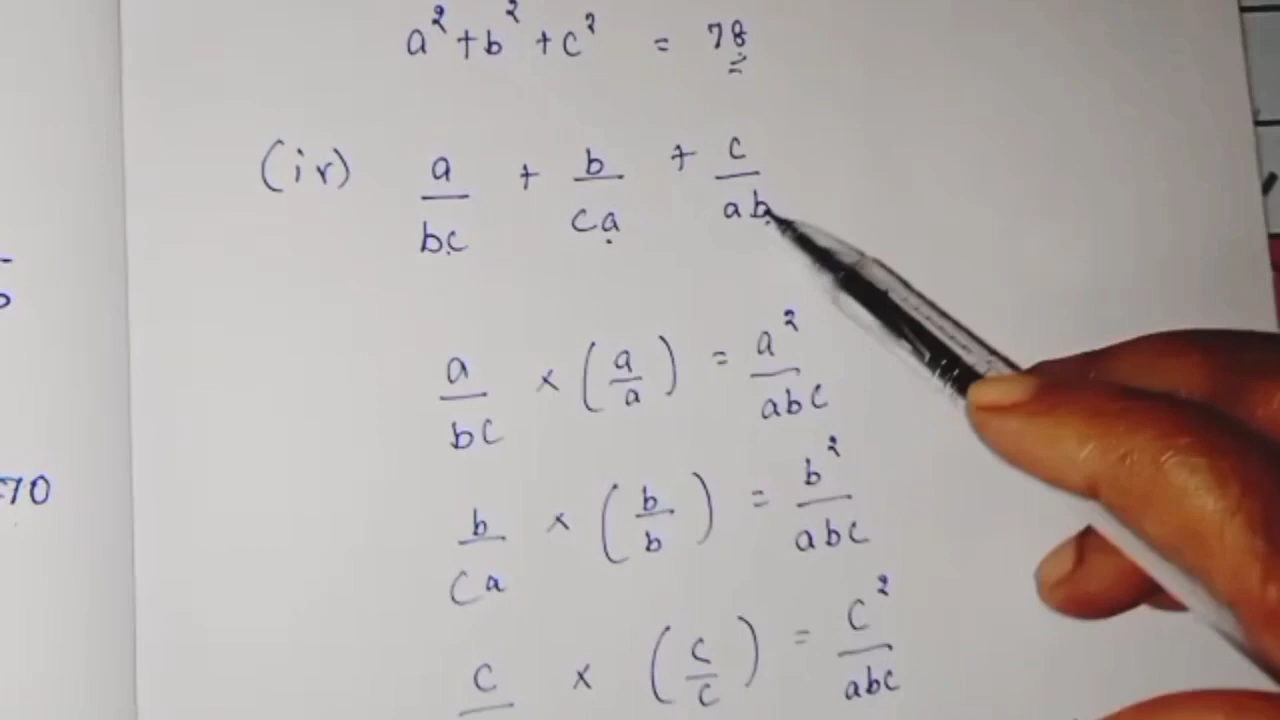 a² + b² + c² = 78
(iv) a/bc + b/ca + c/ab
a/bc × (a/a) = a²/abc
b/ca × (b/b) = b²/abc
c × (c/c) = c²/abc
70